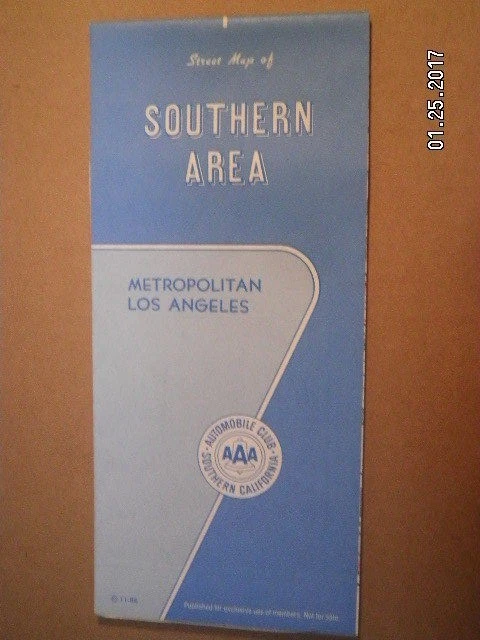 Street Map of
SOUTHERN
AREA
METROPOLITAN
LOS ANGELES
AUTOMOBILE CLUB
AAA
SOUTHERN CALIFORNIA
Published for exclusive use of members. Not for sale.
01.25.2017